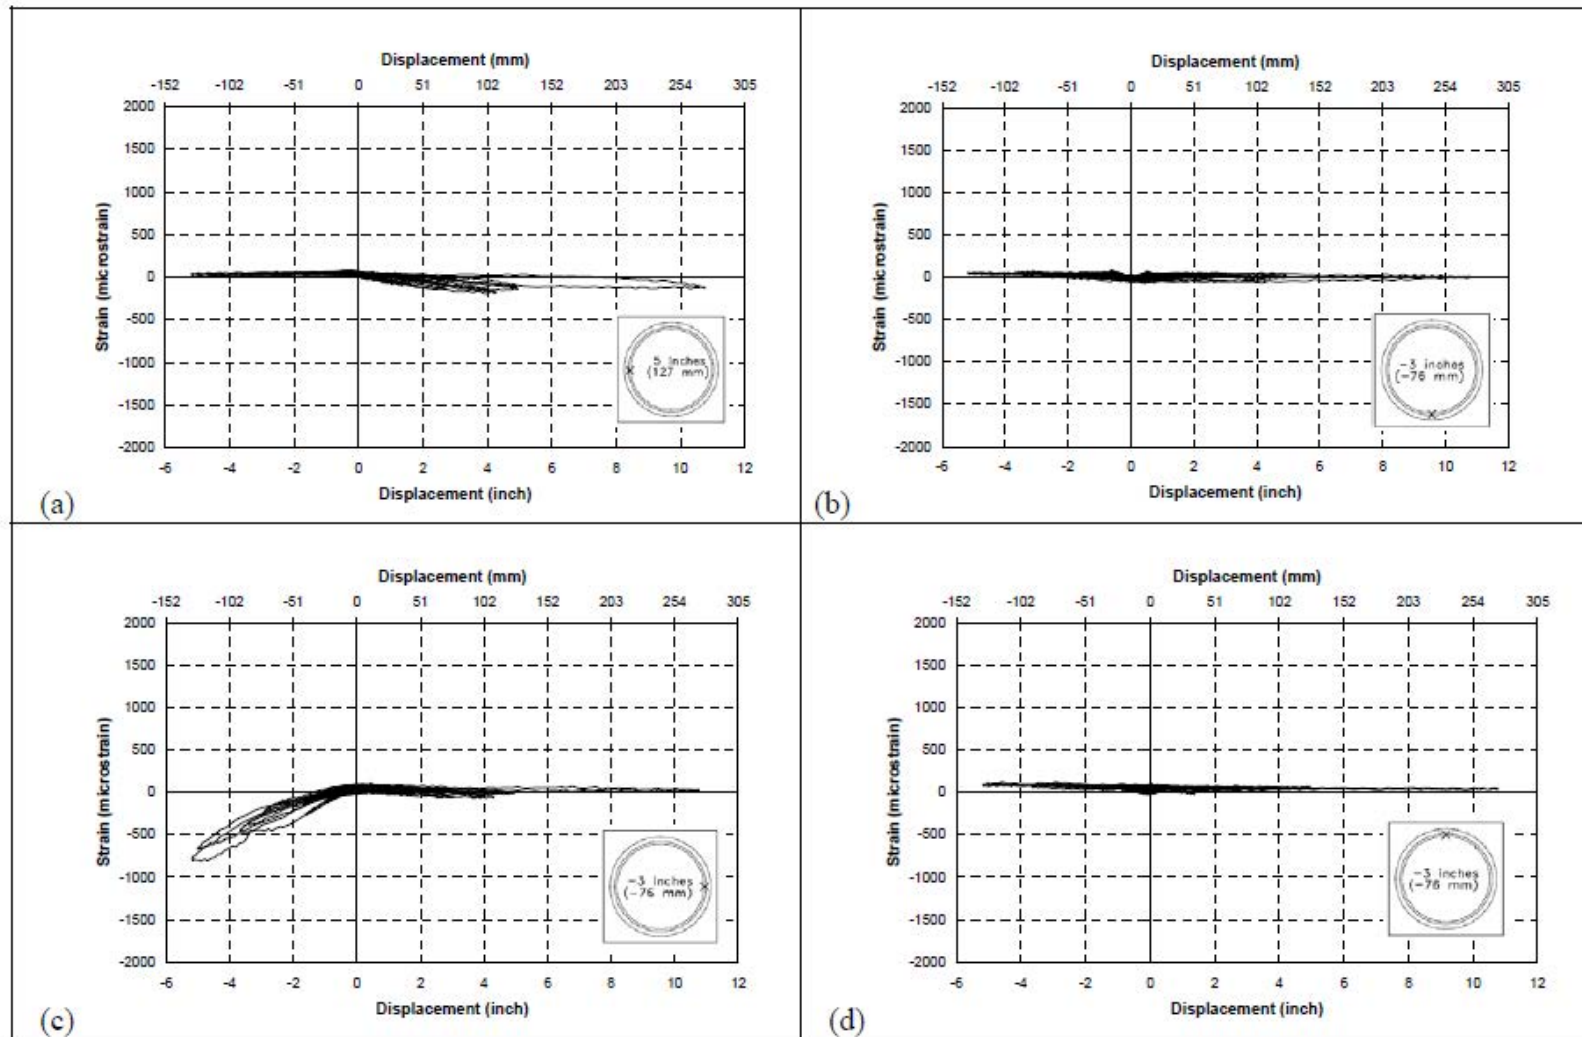 Displacement (mm)
-152 -102 -51 0 51 102 152 203 254 305
2000
1500
1000
500
0
-500
-1000
-1500
-2000
Strain (microstrain)
5 inches
(127 mm)
-6 -4 -2 0 2 4 6 8 10 12
Displacement (inch)
(a)
Displacement (mm)
-152 -102 -51 0 51 102 152 203 254 305
2000
1500
1000
500
0
-500
-1000
-1500
-2000
Strain (microstrain)
-3 inches
(-76 mm)
-6 -4 -2 0 2 4 6 8 10 12
Displacement (inch)
(b)
Displacement (mm)
-152 -102 -51 0 51 102 152 203 254 305
2000
1500
1000
500
0
-500
-1000
-1500
-2000
Strain (microstrain)
-3 inches
(-76 mm)
-6 -4 -2 0 2 4 6 8 10 12
Displacement (inch)
(c)
Displacement (mm)
-152 -102 -51 0 51 102 152 203 254 305
2000
1500
1000
500
0
-500
-1000
-1500
-2000
Strain (microstrain)
-3 inches
(-76 mm)
-6 -4 -2 0 2 4 6 8 10 12
Displacement (inch)
(d)